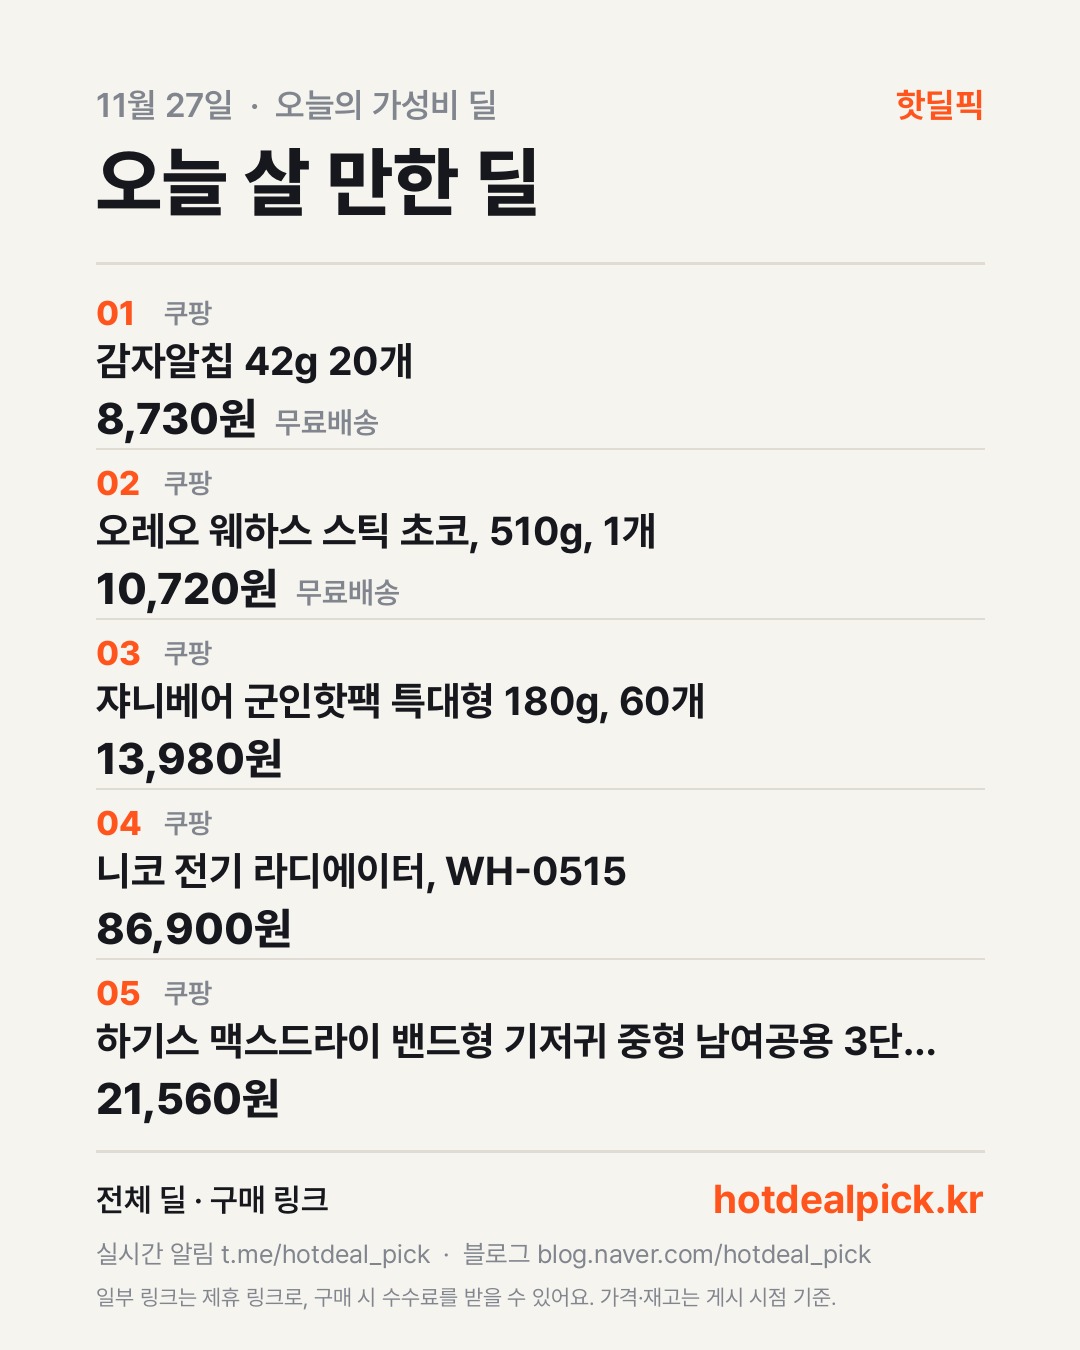 11월 27일 · 오늘의 가성비 딜
핫딜픽
오늘 살 만한 딜
01 쿠팡
감자알칩 42g 20개
8,730원 무료배송
02 쿠팡
오레오 웨하스 스틱 초코, 510g, 1개
10,720원 무료배송
03 쿠팡
쟈니베어 군인핫팩 특대형 180g, 60개
13,980원
04 쿠팡
니코 전기 라디에이터, WH-0515
86,900원
05 쿠팡
하기스 맥스드라이 밴드형 기저귀 중형 남여공용 3단...
21,560원
전체 딜 · 구매 링크
hotdealpick.kr
실시간 알림 t.me/hotdeal_pick · 블로그 blog.naver.com/hotdeal_pick
일부 링크는 제휴 링크로, 구매 시 수수료를 받을 수 있어요. 가격·재고는 게시 시점 기준.